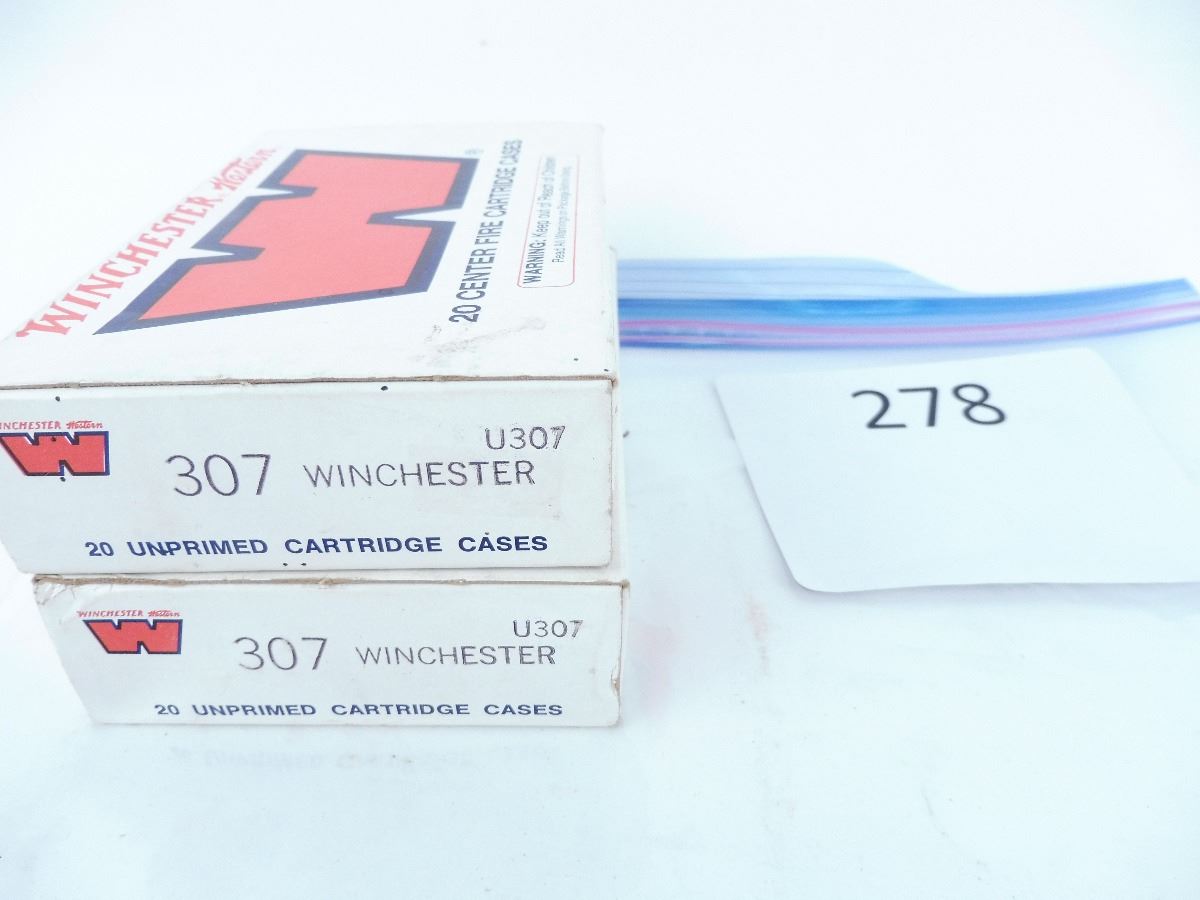 WINCHESTER Western
®
20 CENTER FIRE CARTRIDGE CASES
WARNING: Keep out of Reach of Children
Read All Warnings on Package Before Using
WINCHESTER Western
U307
307 WINCHESTER
20 UNPRIMED CARTRIDGE CASES
WINCHESTER Western
U307
307 WINCHESTER
20 UNPRIMED CARTRIDGE CASES
278